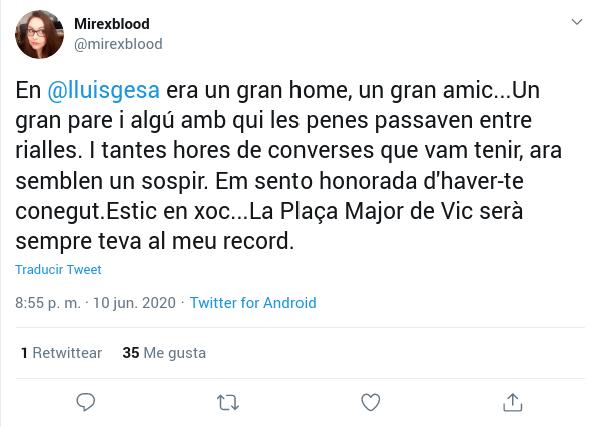 Mirexblood
@mirexblood
En @lluisgesa era un gran home, un gran amic...Un
gran pare i algú amb qui les penes passaven entre
rialles. I tantes hores de converses que vam tenir, ara
semblen un sospir. Em sento honorada d'haver-te
conegut.Estic en xoc...La Plaça Major de Vic serà
sempre teva al meu record.
Traducir Tweet
8:55 p. m. · 10 jun. 2020 · Twitter for Android
1 Retwittear 35 Me gusta